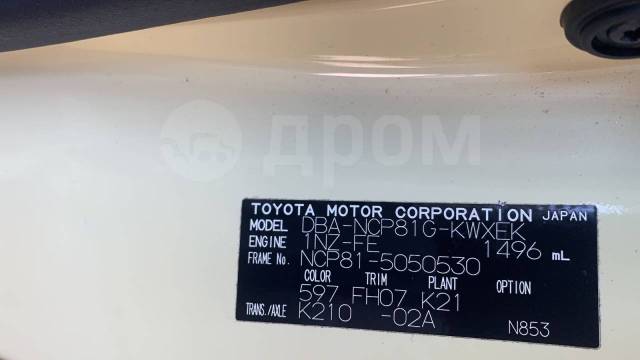 дром
TOYOTA MOTOR CORPORATION JAPAN
MODEL DBA-NCP81G-KWXEK
ENGINE 1NZ-FE 1496 mL
FRAME No. NCP81-5050530
COLOR TRIM PLANT OPTION
597 FH07 K21
TRANS./AXLE K210 -02A N853